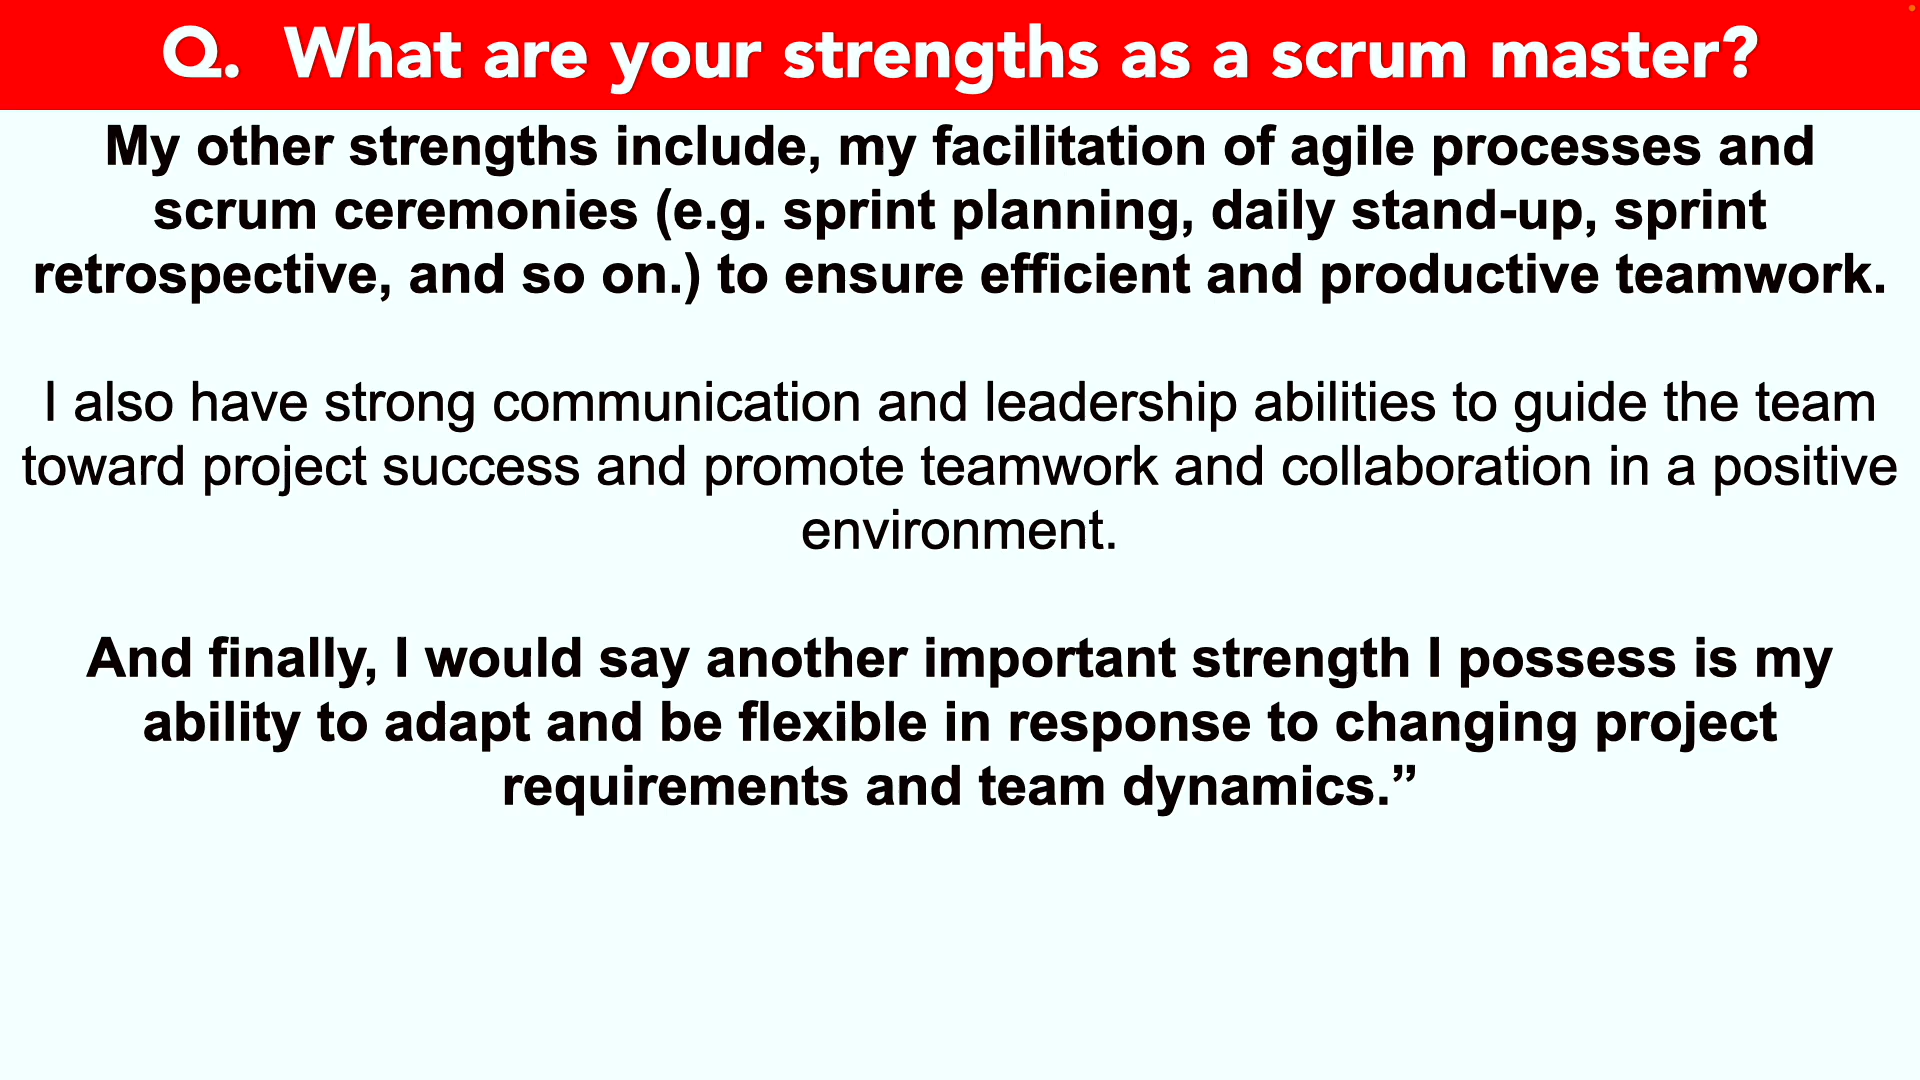 Q. What are your strengths as a scrum master?
My other strengths include, my facilitation of agile processes and
scrum ceremonies (e.g. sprint planning, daily stand-up, sprint
retrospective, and so on.) to ensure efficient and productive teamwork.
I also have strong communication and leadership abilities to guide the team
toward project success and promote teamwork and collaboration in a positive
environment.
And finally, I would say another important strength I possess is my
ability to adapt and be flexible in response to changing project
requirements and team dynamics.”